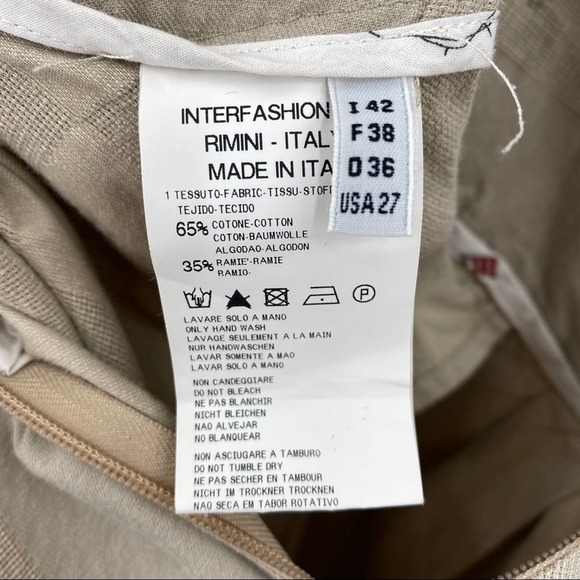 INTERFASHION
RIMINI - ITALY
MADE IN ITA
I 42
F 38
D 36
USA 27
1 TESSUTO-FABRIC-TISSU-STOFF
TEJIDO-TECIDO
65% COTONE-COTTON
COTON-BAUMWOLLE
ALGODAO-ALGODON
35% RAMIE'-RAMIE
RAMIO-
P
LAVARE SOLO A MANO
ONLY HAND WASH
LAVAGE SEULEMENT A LA MAIN
NUR HANDWASCHEN
LAVAR SOMENTE A MAO
LAVAR SOLO A MANO
NON CANDEGGIARE
DO NOT BLEACH
NE PAS BLANCHIR
NICHT BLEICHEN
NÃO ALVEJAR
NO BLANQUEAR
NON ASCIUGARE A TAMBURO
DO NOT TUMBLE DRY
NE PAS SECHER EN TAMBOUR
NICHT IM TROCKNER TROCKNEN
NÃO SECA EM TABOR ROTATIVO